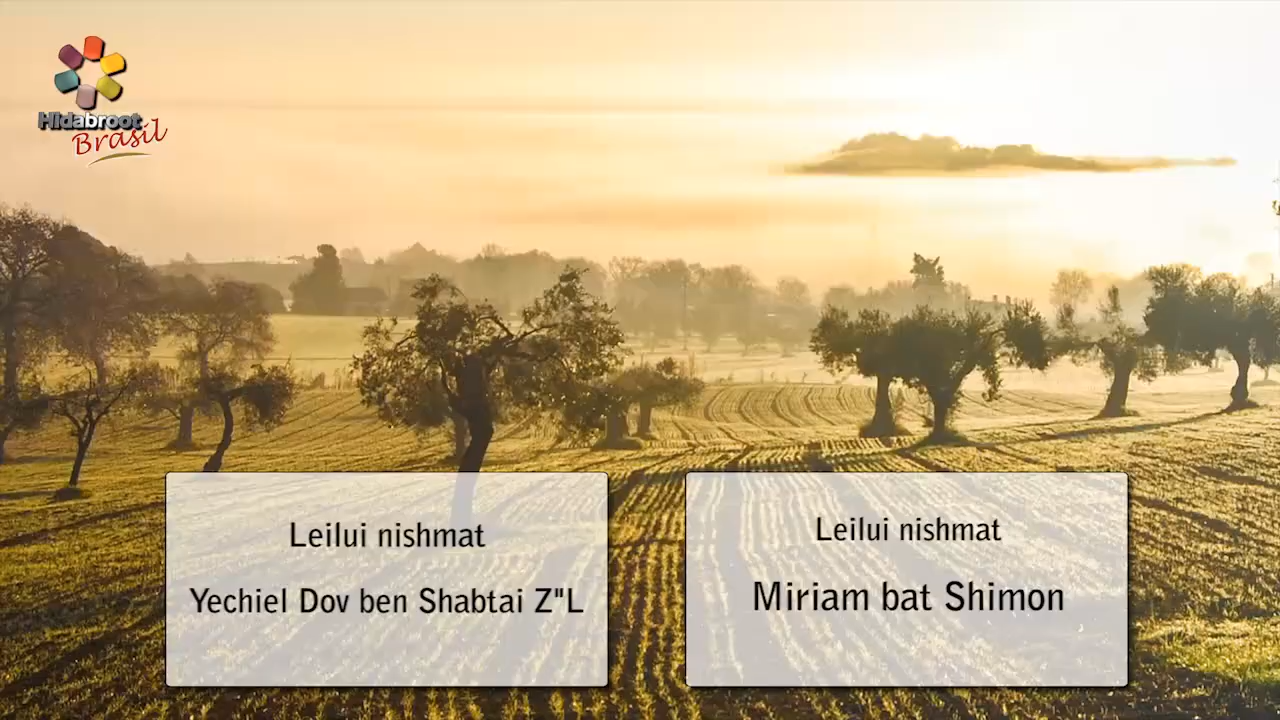 Hidabroot
Brasil
Leilui nishmat
Yechiel Dov ben Shabtai Z"L
Leilui nishmat
Miriam bat Shimon